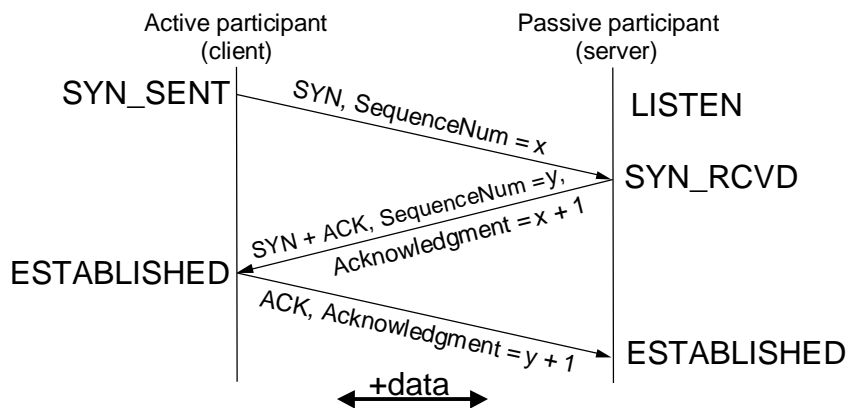 Active participant
(client)
Passive participant
(server)
SYN_SENT
SYN, SequenceNum = x
LISTEN
SYN_RCVD
SYN + ACK, SequenceNum = y,
Acknowledgment = x + 1
ESTABLISHED
ACK, Acknowledgment = y + 1
ESTABLISHED
+data